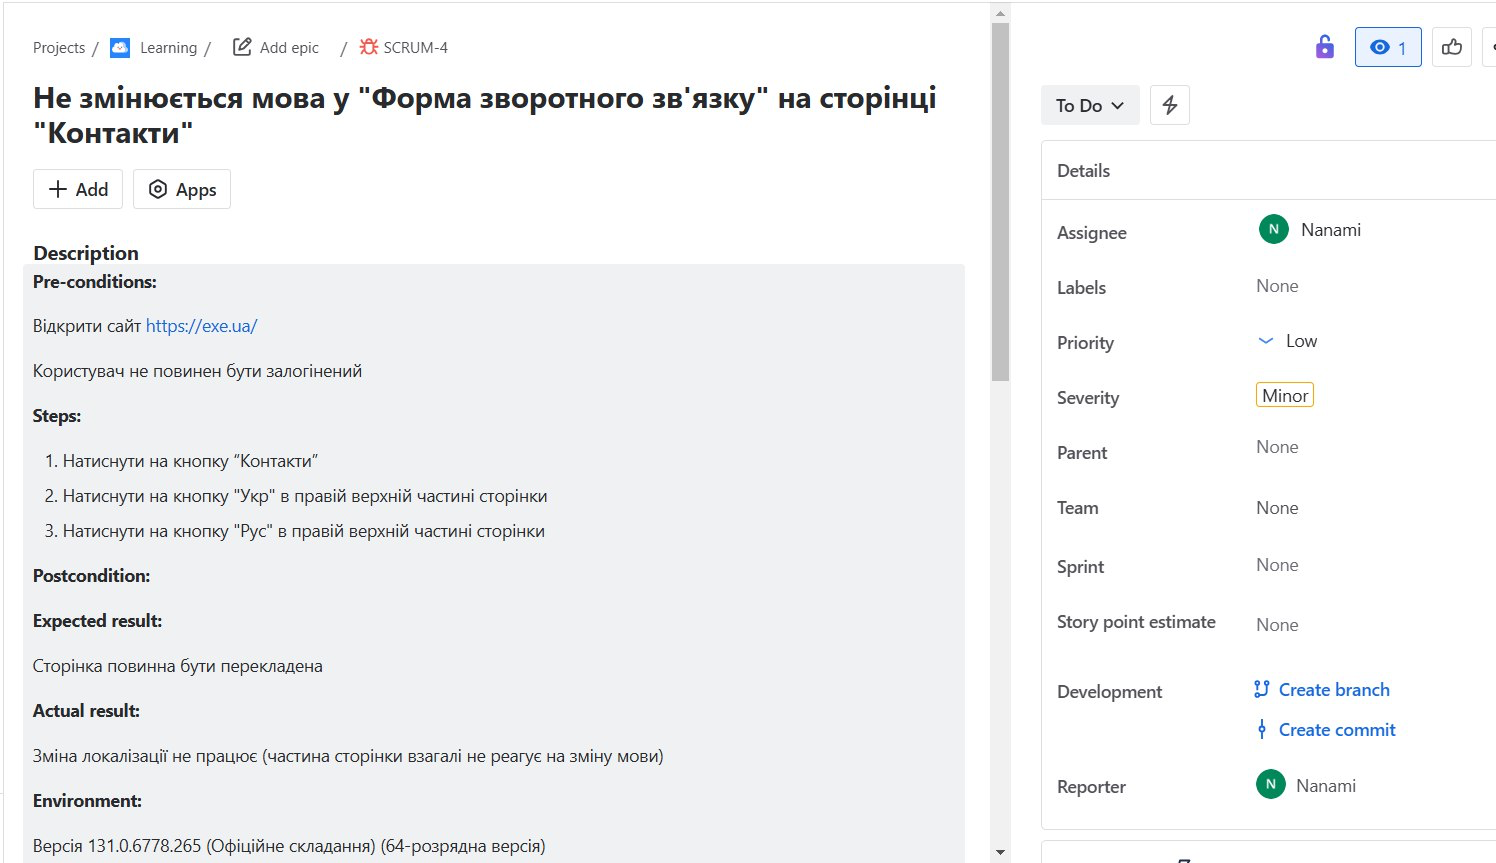 Projects / Learning / Add epic / SCRUM-4
Не змінюється мова у "Форма зворотного зв'язку" на сторінці
"Контакти"
Add Apps
Description
Pre-conditions:
Відкрити сайт https://exe.ua/
Користувач не повинен бути залогінений
Steps:
1. Натиснути на кнопку “Контакти”
2. Натиснути на кнопку "Укр" в правій верхній частині сторінки
3. Натиснути на кнопку "Рус" в правій верхній частині сторінки
Postcondition:
Expected result:
Сторінка повинна бути перекладена
Actual result:
Зміна локалізації не працює (частина сторінки взагалі не реагує на зміну мови)
Environment:
Версія 131.0.6778.265 (Офіційне складання) (64-розрядна версія)
1
To Do
Details
Assignee N Nanami
Labels None
Priority Low
Severity Minor
Parent None
Team None
Sprint None
Story point estimate None
Development Create branch
Create commit
Reporter N Nanami